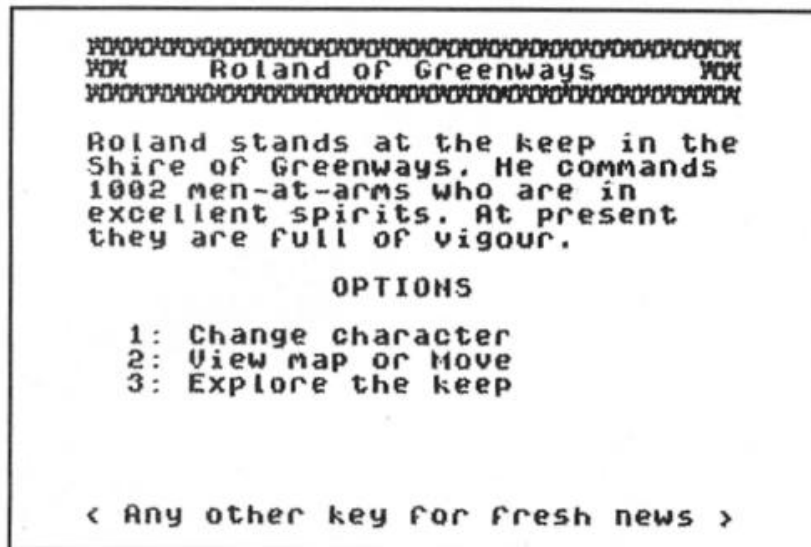 Roland of Greenways
Roland stands at the keep in the
Shire of Greenways. He commands
1002 men-at-arms who are in
excellent spirits. At present
they are full of vigour.
OPTIONS
1: Change character
2: View map or Move
3: Explore the keep
< Any other key for fresh news >